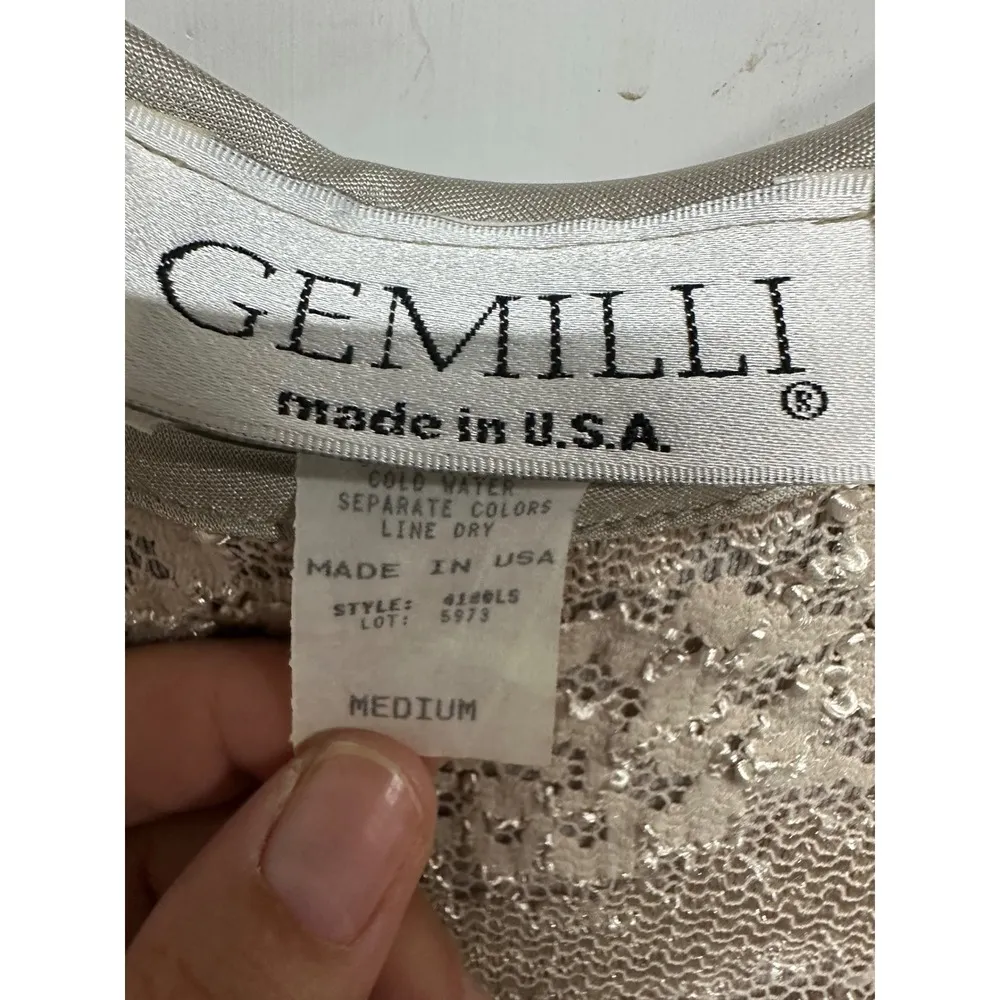 GEMILLI
®
made in U.S.A.
COLD WATER
SEPARATE COLORS
LINE DRY
MADE IN USA
STYLE:
LOT: 5973
MEDIUM